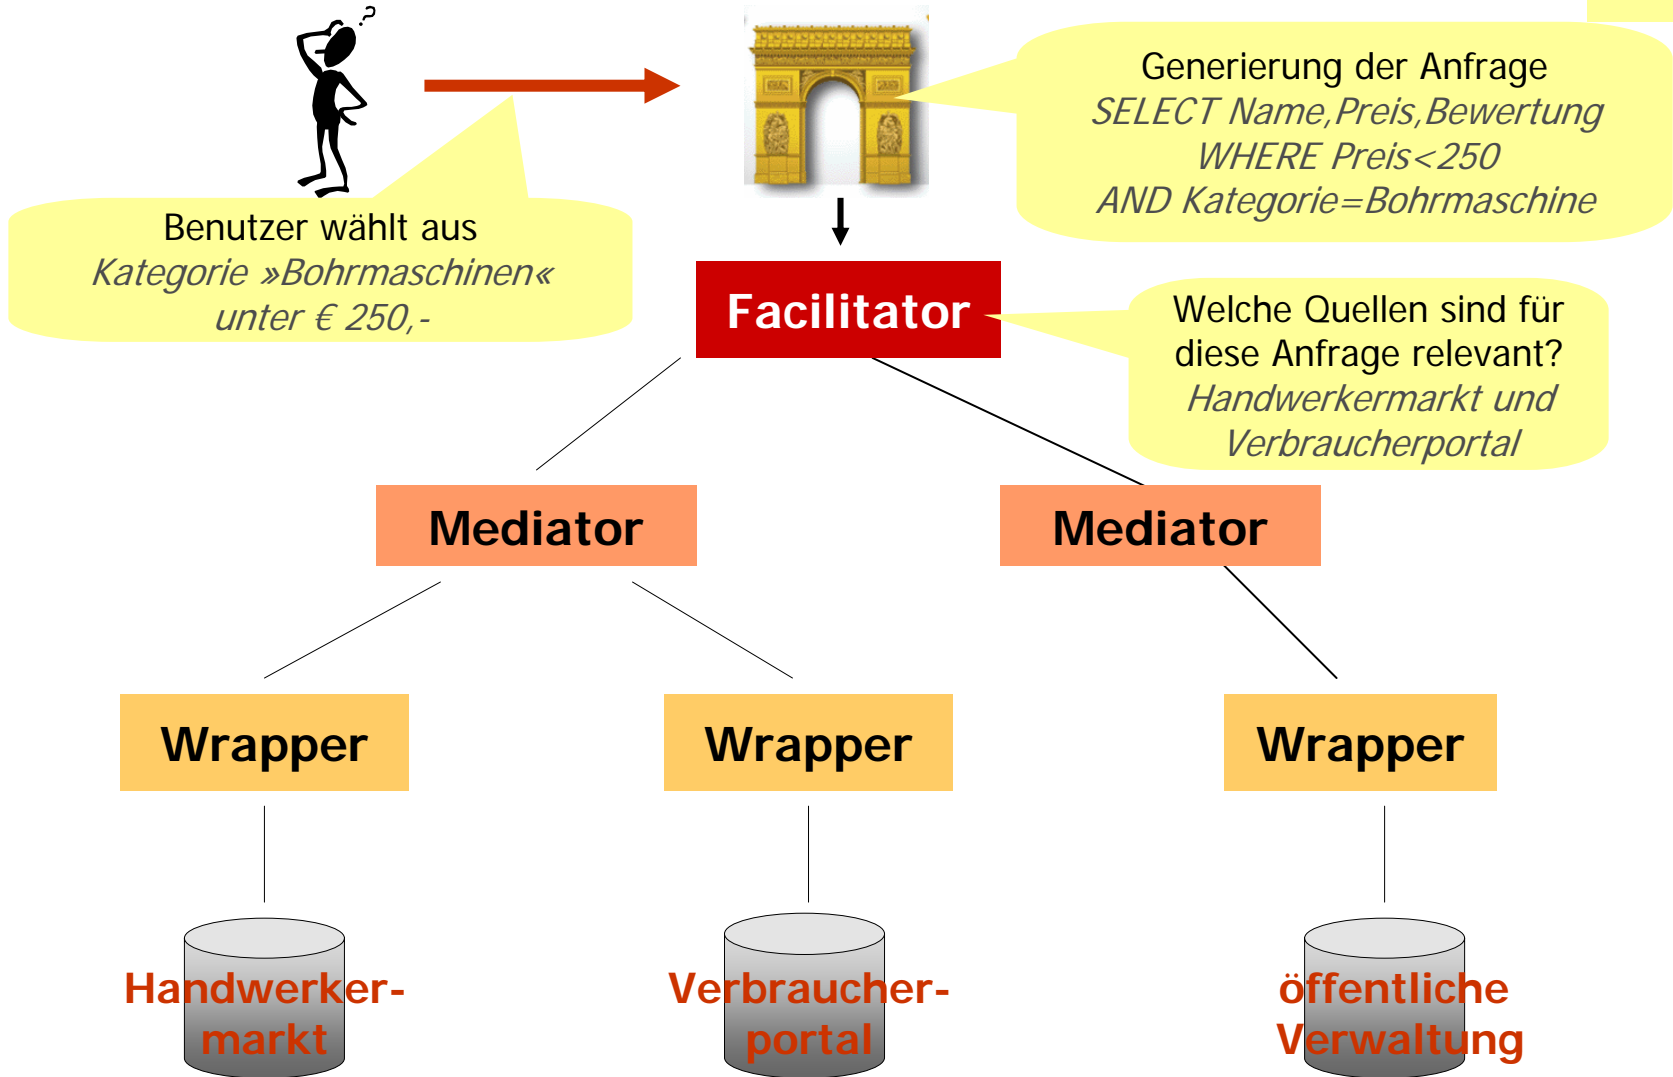 ?
Generierung der Anfrage
SELECT Name,Preis,Bewertung
WHERE Preis<250
AND Kategorie=Bohrmaschine
Benutzer wählt aus
Kategorie »Bohrmaschinen«
unter € 250,-
Facilitator
Welche Quellen sind für
diese Anfrage relevant?
Handwerkermarkt und
Verbraucherportal
Mediator
Mediator
Wrapper
Wrapper
Wrapper
Handwerker-
markt
Verbraucher-
portal
öffentliche
Verwaltung